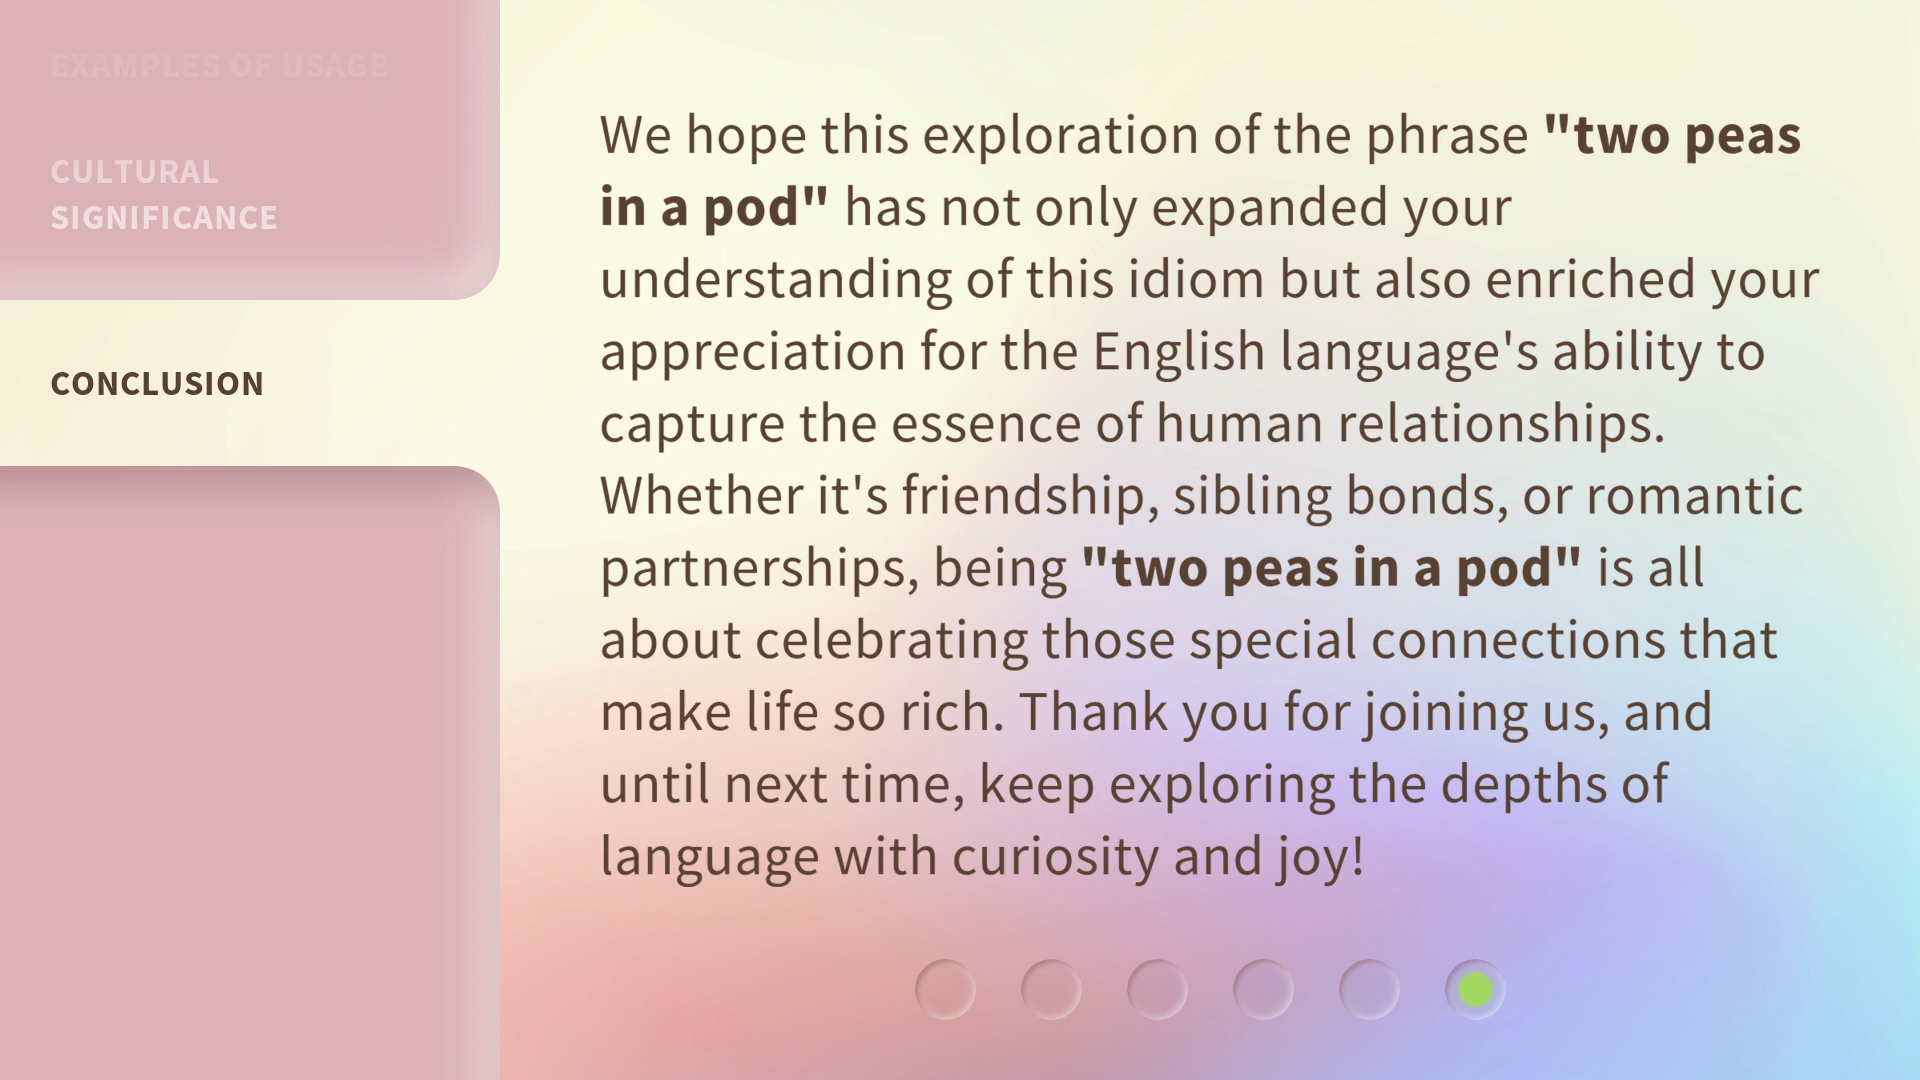 EXAMPLES OF USAGE
CULTURAL
SIGNIFICANCE
CONCLUSION
We hope this exploration of the phrase "two peas
in a pod" has not only expanded your
understanding of this idiom but also enriched your
appreciation for the English language's ability to
capture the essence of human relationships.
Whether it's friendship, sibling bonds, or romantic
partnerships, being "two peas in a pod" is all
about celebrating those special connections that
make life so rich. Thank you for joining us, and
until next time, keep exploring the depths of
language with curiosity and joy!